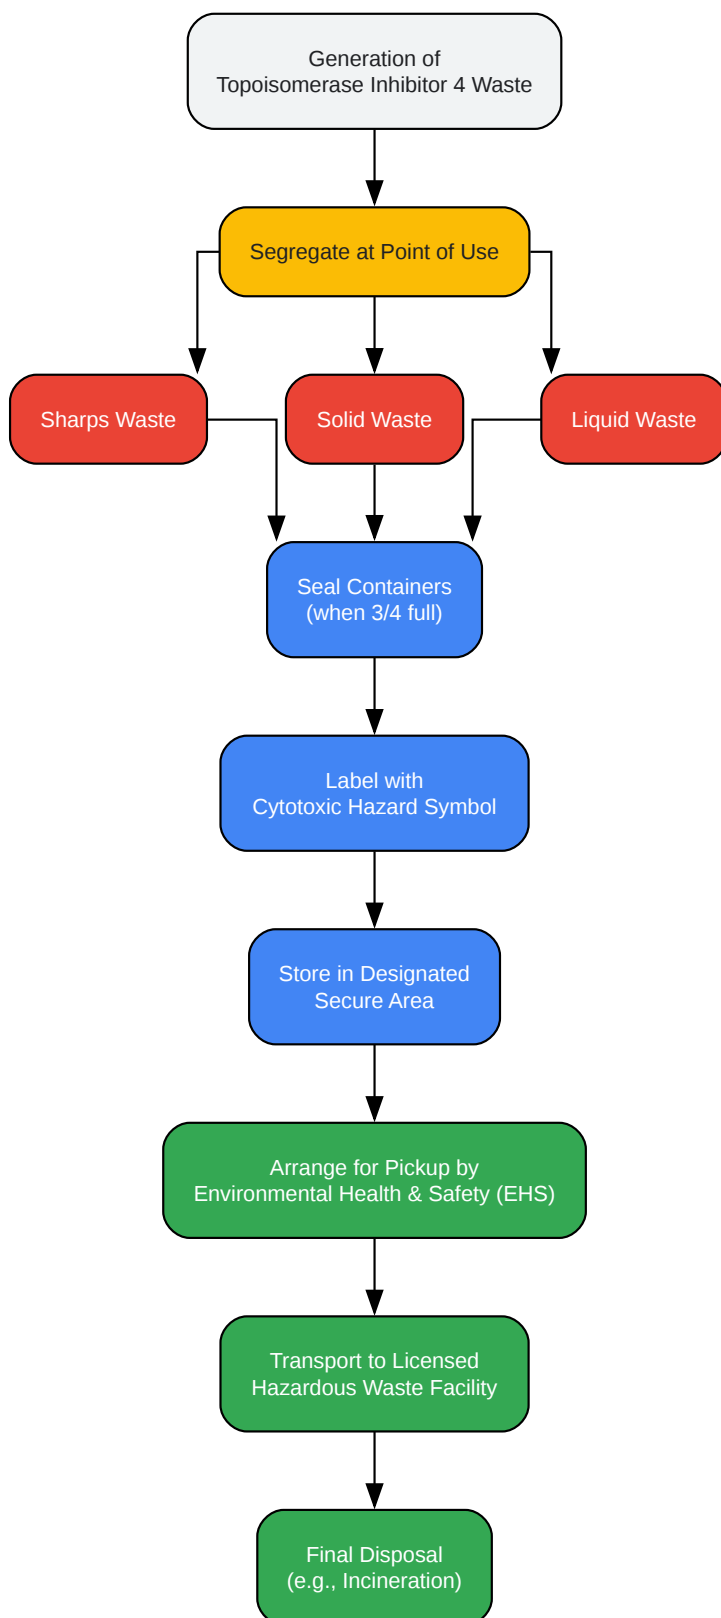 Generation of
Topoisomerase Inhibitor 4 Waste
Segregate at Point of Use
Sharps Waste
Solid Waste
Liquid Waste
Seal Containers
(when 3/4 full)
Label with
Cytotoxic Hazard Symbol
Store in Designated
Secure Area
Arrange for Pickup by
Environmental Health & Safety (EHS)
Transport to Licensed
Hazardous Waste Facility
Final Disposal
(e.g., Incineration)